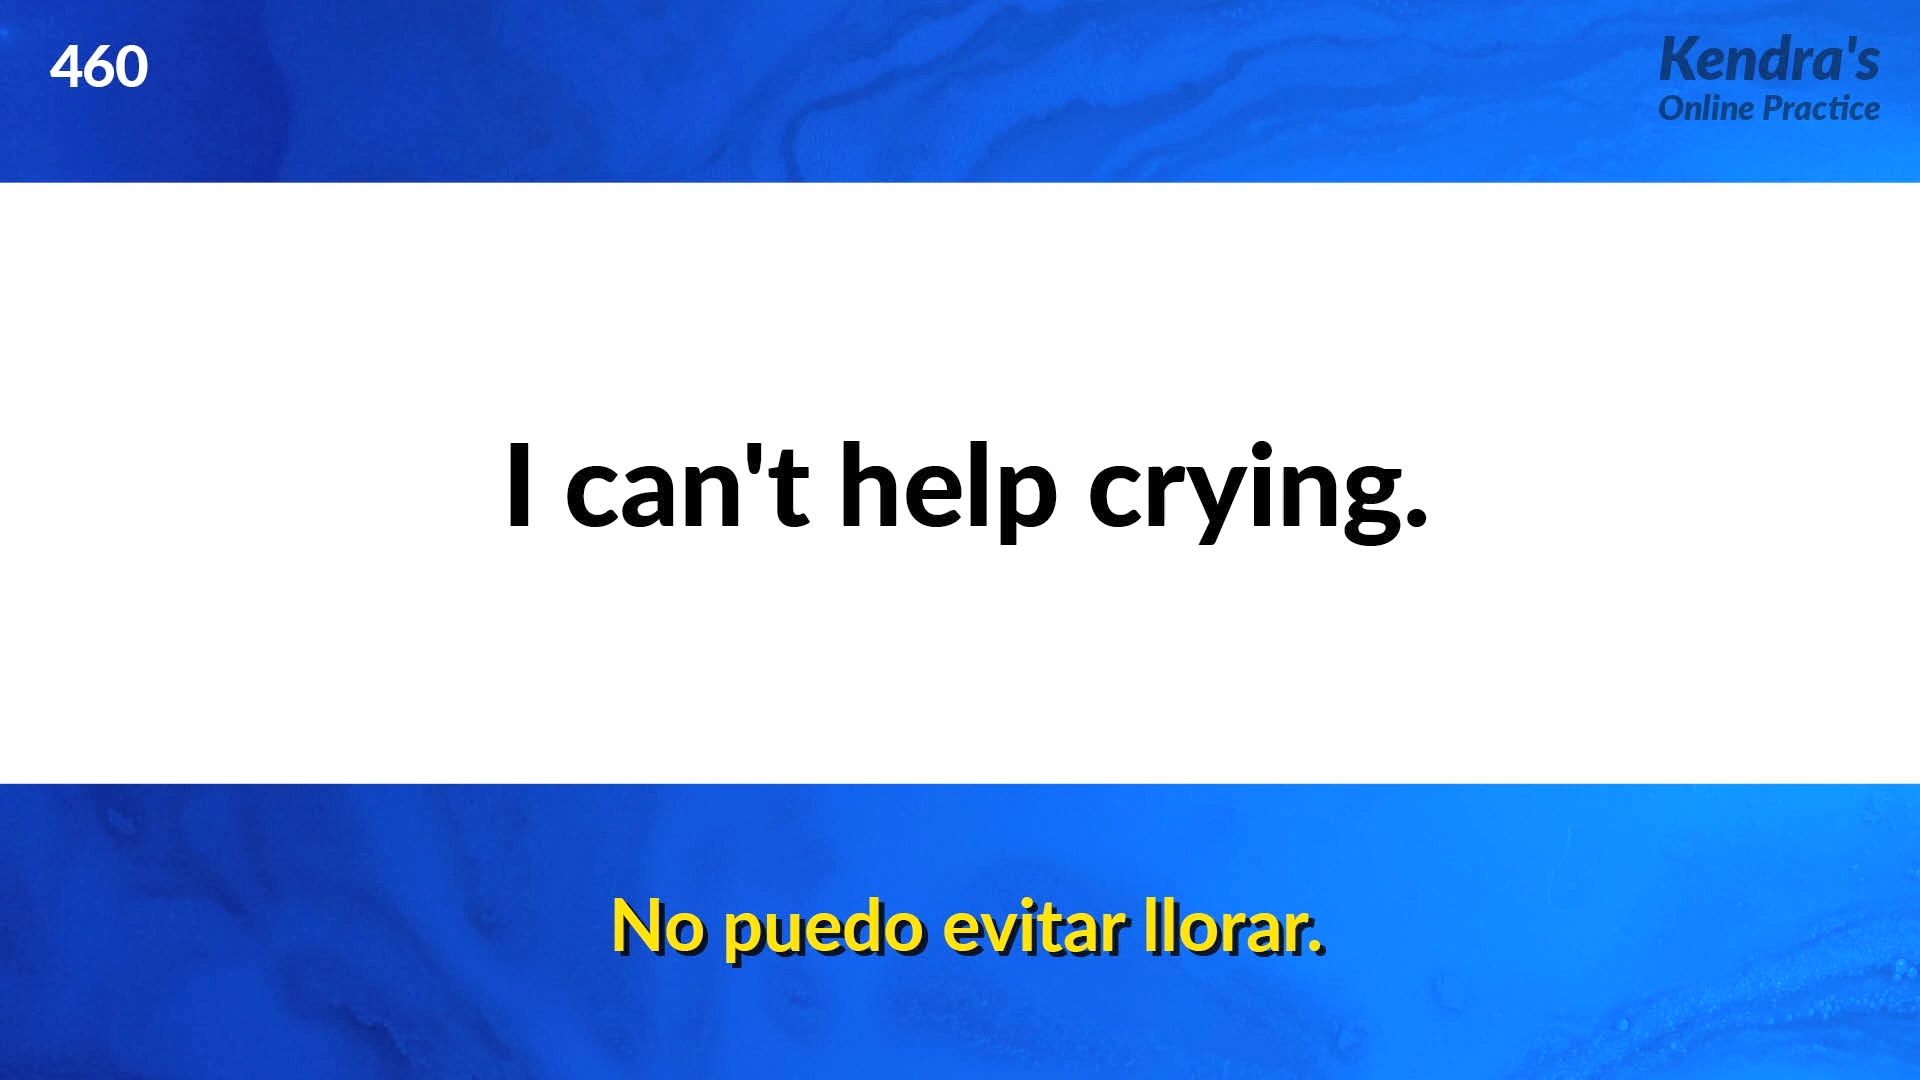 460
Kendra's
Online Practice
I can't help crying.
No puedo evitar llorar.